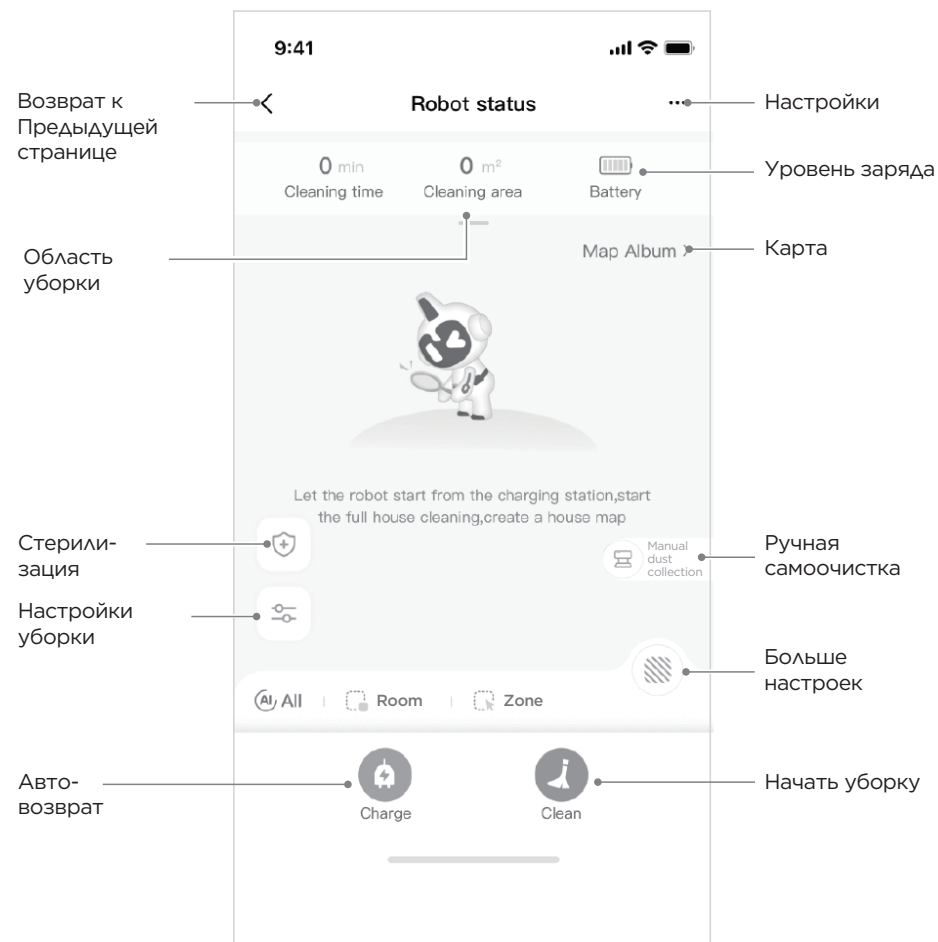 9:41
Возврат к
Предыдущей
странице
Robot status
Настройки
0 min
Cleaning time
0 m²
Cleaning area
Battery
Уровень заряда
Область
уборки
Map Album
Карта
Let the robot start from the charging station,start
the full house cleaning,create a house map
Стерили-
зация
Manual
dust
collection
Ручная
самоочистка
Настройки
уборки
Больше
настроек
AI All
Room
Zone
Авто-
возврат
Charge
Clean
Начать уборку